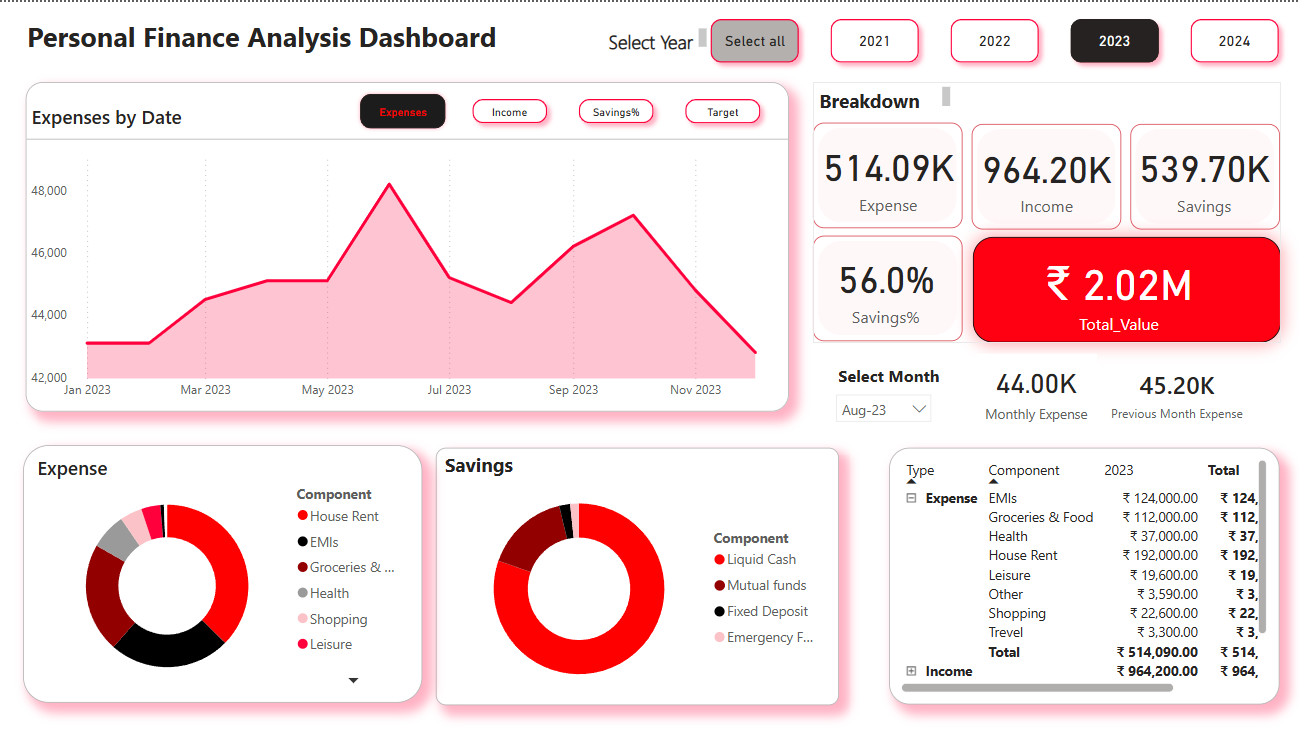 Personal Finance Analysis Dashboard
Select Year
Select all
2021
2022
2023
2024
Expenses by Date
Expenses
Income
Savings%
Target
48,000
46,000
44,000
42,000
Jan 2023
Mar 2023
May 2023
Jul 2023
Sep 2023
Nov 2023
Breakdown
514.09K
Expense
964.20K
Income
539.70K
Savings
56.0%
Savings%
₹ 2.02M
Total_Value
Select Month
Aug-23
44.00K
Monthly Expense
45.20K
Previous Month Expense
Expense
Component
House Rent
EMIs
Groceries & ...
Health
Shopping
Leisure
Savings
Component
Liquid Cash
Mutual funds
Fixed Deposit
Emergency F...
Type Component 2023 Total
Expense EMIs ₹ 124,000.00 ₹ 124,
Groceries & Food ₹ 112,000.00 ₹ 112,
Health ₹ 37,000.00 ₹ 37,
House Rent ₹ 192,000.00 ₹ 192,
Leisure ₹ 19,600.00 ₹ 19,
Other ₹ 3,590.00 ₹ 3,
Shopping ₹ 22,600.00 ₹ 22,
Trevel ₹ 3,300.00 ₹ 3,
Total ₹ 514,090.00 ₹ 514,
Income ₹ 964,200.00 ₹ 964,